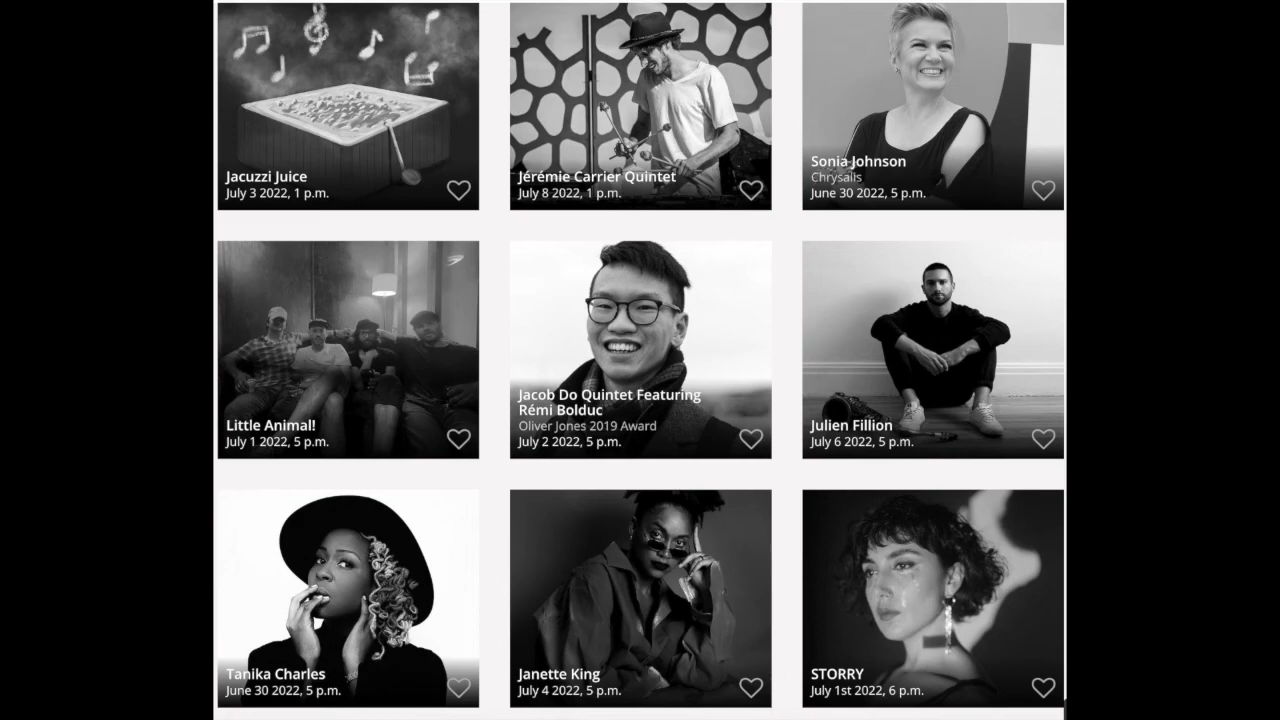 Jacuzzi Juice
July 3 2022, 1 p.m.
Jérémie Carrier Quintet
July 8 2022, 1 p.m.
Sonia Johnson
Chrysalis
June 30 2022, 5 p.m.
Little Animal!
July 1 2022, 5 p.m.
Jacob Do Quintet Featuring
Rémi Bolduc
Oliver Jones 2019 Award
July 2 2022, 5 p.m.
Julien Fillion
July 6 2022, 5 p.m.
Tanika Charles
June 30 2022, 5 p.m.
Janette King
July 4 2022, 5 p.m.
STORRY
July 1st 2022, 6 p.m.